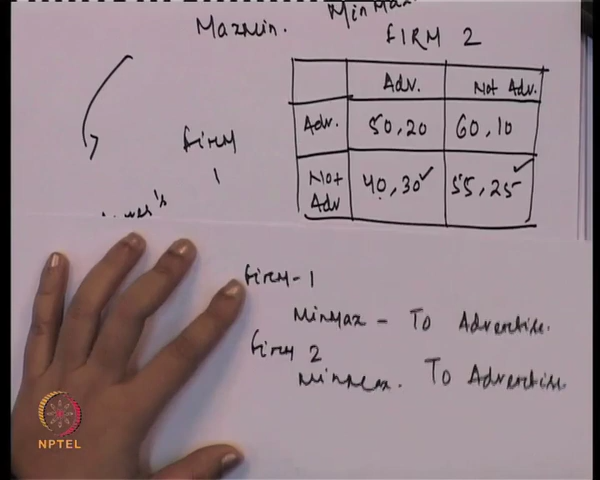 MinMax.
MaxMin.
FIRM 2
Adv. Not Adv.
Adv. 50,20 60,10
Firm 1
Not Adv 40,30 ✓ 55,25 ✓
Firm-1
MinMax - To Advertise.
Firm 2
MinMax. To Advertise
NPTEL